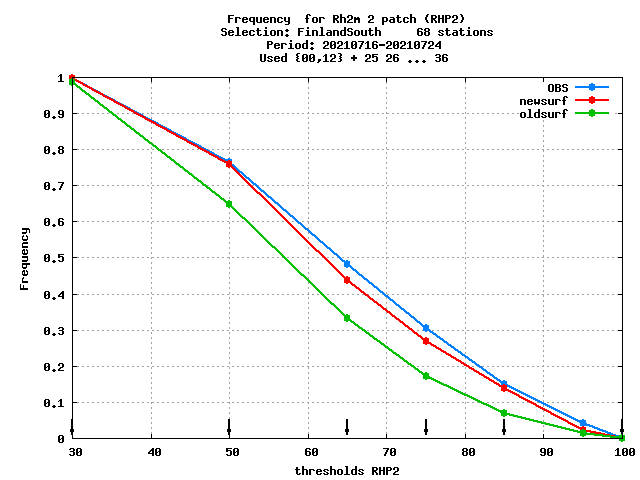 Frequency  for Rh2m 2 patch (RHP2)
Selection: FinlandSouth     68 stations
Period: 20210716-20210724
Used {00,12} + 25 26 ... 36
OBS
newsurf
oldsurf
1
0.9
0.8
0.7
0.6
0.5
0.4
0.3
0.2
0.1
0
Frequency
30 40 50 60 70 80 90 100
thresholds RHP2